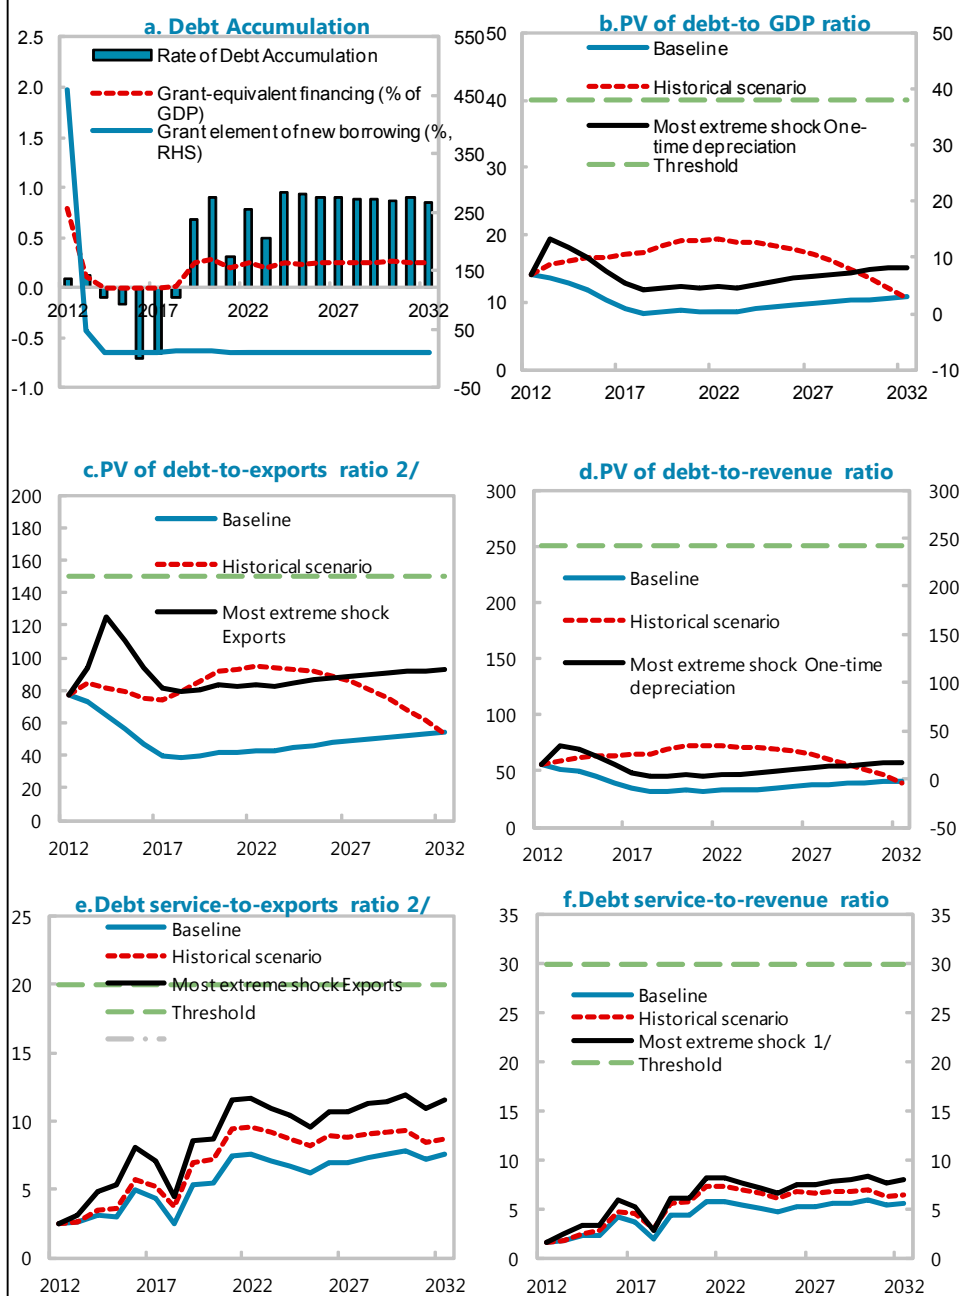 a. Debt Accumulation
2.5
2.0
1.5
1.0
0.5
0.0
-0.5
-1.0
550
450
350
250
150
50
-50
Rate of Debt Accumulation
Grant-equivalent financing (% of
GDP)
Grant element of new borrowing (%,
RHS)
2012 2017 2022 2027 2032
b.PV of debt-to GDP ratio
50
40
30
20
10
0
50
40
30
20
10
0
-10
Baseline
Historical scenario
Most extreme shock One-
time depreciation
Threshold
2012 2017 2022 2027 2032
c.PV of debt-to-exports ratio 2/
200
180
160
140
120
100
80
60
40
20
0
Baseline
Historical scenario
Most extreme shock
Exports
2012 2017 2022 2027 2032
d.PV of debt-to-revenue ratio
300
250
200
150
100
50
0
300
250
200
150
100
50
0
-50
Baseline
Historical scenario
Most extreme shock One-time
depreciation
2012 2017 2022 2027 2032
e.Debt service-to-exports ratio 2/
25
20
15
10
5
0
Baseline
Historical scenario
Most extreme shock Exports
Threshold
2012 2017 2022 2027 2032
f.Debt service-to-revenue ratio
35
30
25
20
15
10
5
0
35
30
25
20
15
10
5
0
Baseline
Historical scenario
Most extreme shock 1/
Threshold
2012 2017 2022 2027 2032